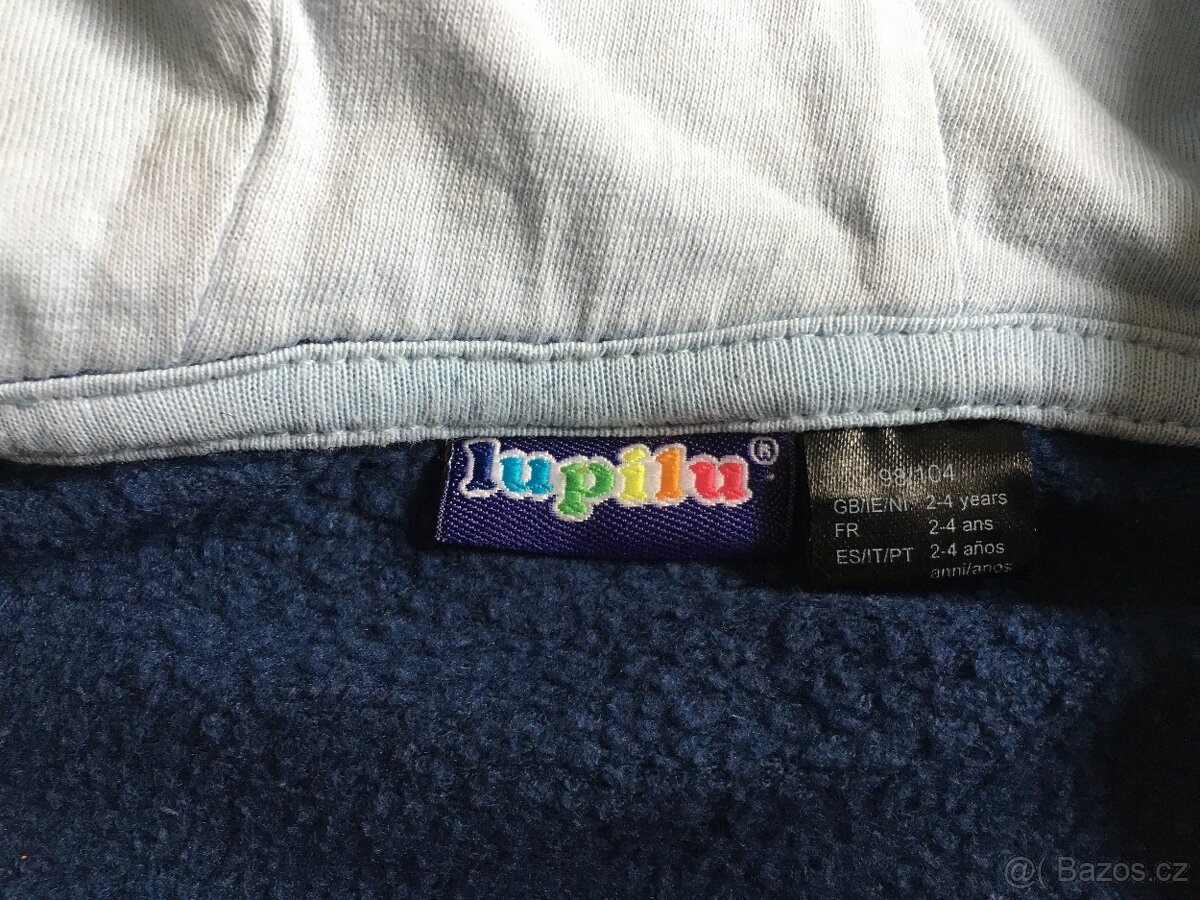 lupilu®
98/104
GB/IE/NI 2-4 years
FR 2-4 ans
ES/IT/PT 2-4 años
anni/anos
@( Bazos.cz